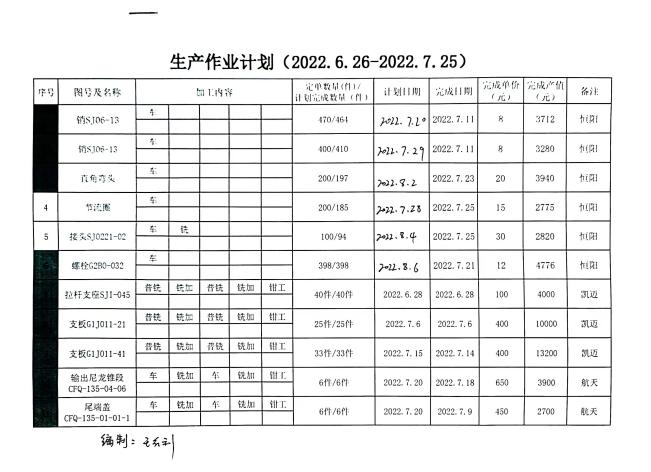 生产作业计划（2022.6.26-2022.7.25）
序号 图号及名称 加工内容 定单数量(件)/计划完成数量（件） 计划日期 完成日期 完成单价（元） 完成产值（元） 备注
销SJ06-13 车 470/464 2022.7.20 2022.7.11 8 3712 恒阳
销SJ06-13 车 400/410 2022.7.29 2022.7.11 8 3280 恒阳
直角弯头 车 200/197 2022.8.2 2022.7.23 20 3940 恒阳
4 节流圈 车 200/185 2022.7.28 2022.7.25 15 2775 恒阳
5 接头SJ0221-02 车 铣 100/94 2022.8.4 2022.7.25 30 2820 恒阳
螺栓G2B0-032 车 398/398 2022.8.6 2022.7.21 12 4776 恒阳
拉杆支座SJ1-045 普铣 铣加 普铣 铣加 钳工 40件/40件 2022.6.28 2022.6.28 100 4000 凯迈
支板G1J011-21 普铣 铣加 普铣 铣加 钳工 25件/25件 2022.7.6 2022.7.6 400 10000 凯迈
支板G1J011-41 普铣 铣加 普铣 铣加 钳工 33件/33件 2022.7.15 2022.7.14 400 13200 凯迈
输出尼龙锥段CFQ-135-04-06 车 铣加 车 铣加 钳工 6件/6件 2022.7.20 2022.7.18 650 3900 航天
尾端盖CFQ-135-01-01-1 车 铣加 车 铣加 钳工 6件/6件 2022.7.20 2022.7.9 450 2700 航天
编制：